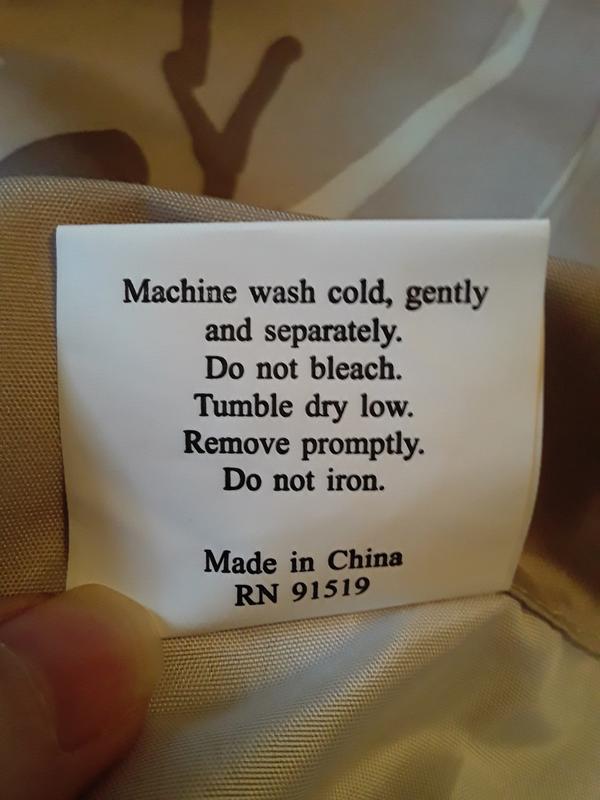 Machine wash cold, gently
and separately.
Do not bleach.
Tumble dry low.
Remove promptly.
Do not iron.
Made in China
RN 91519